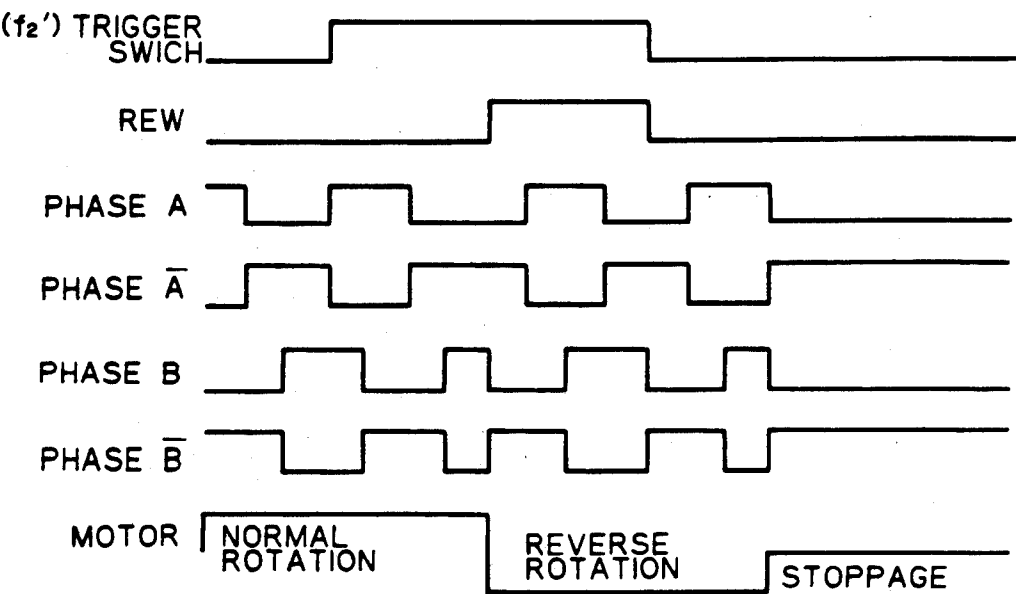 (f₂') TRIGGER
SWICH
REW
PHASE A
PHASE A̅
PHASE B
PHASE B̅
MOTOR
NORMAL
ROTATION
REVERSE
ROTATION
STOPPAGE